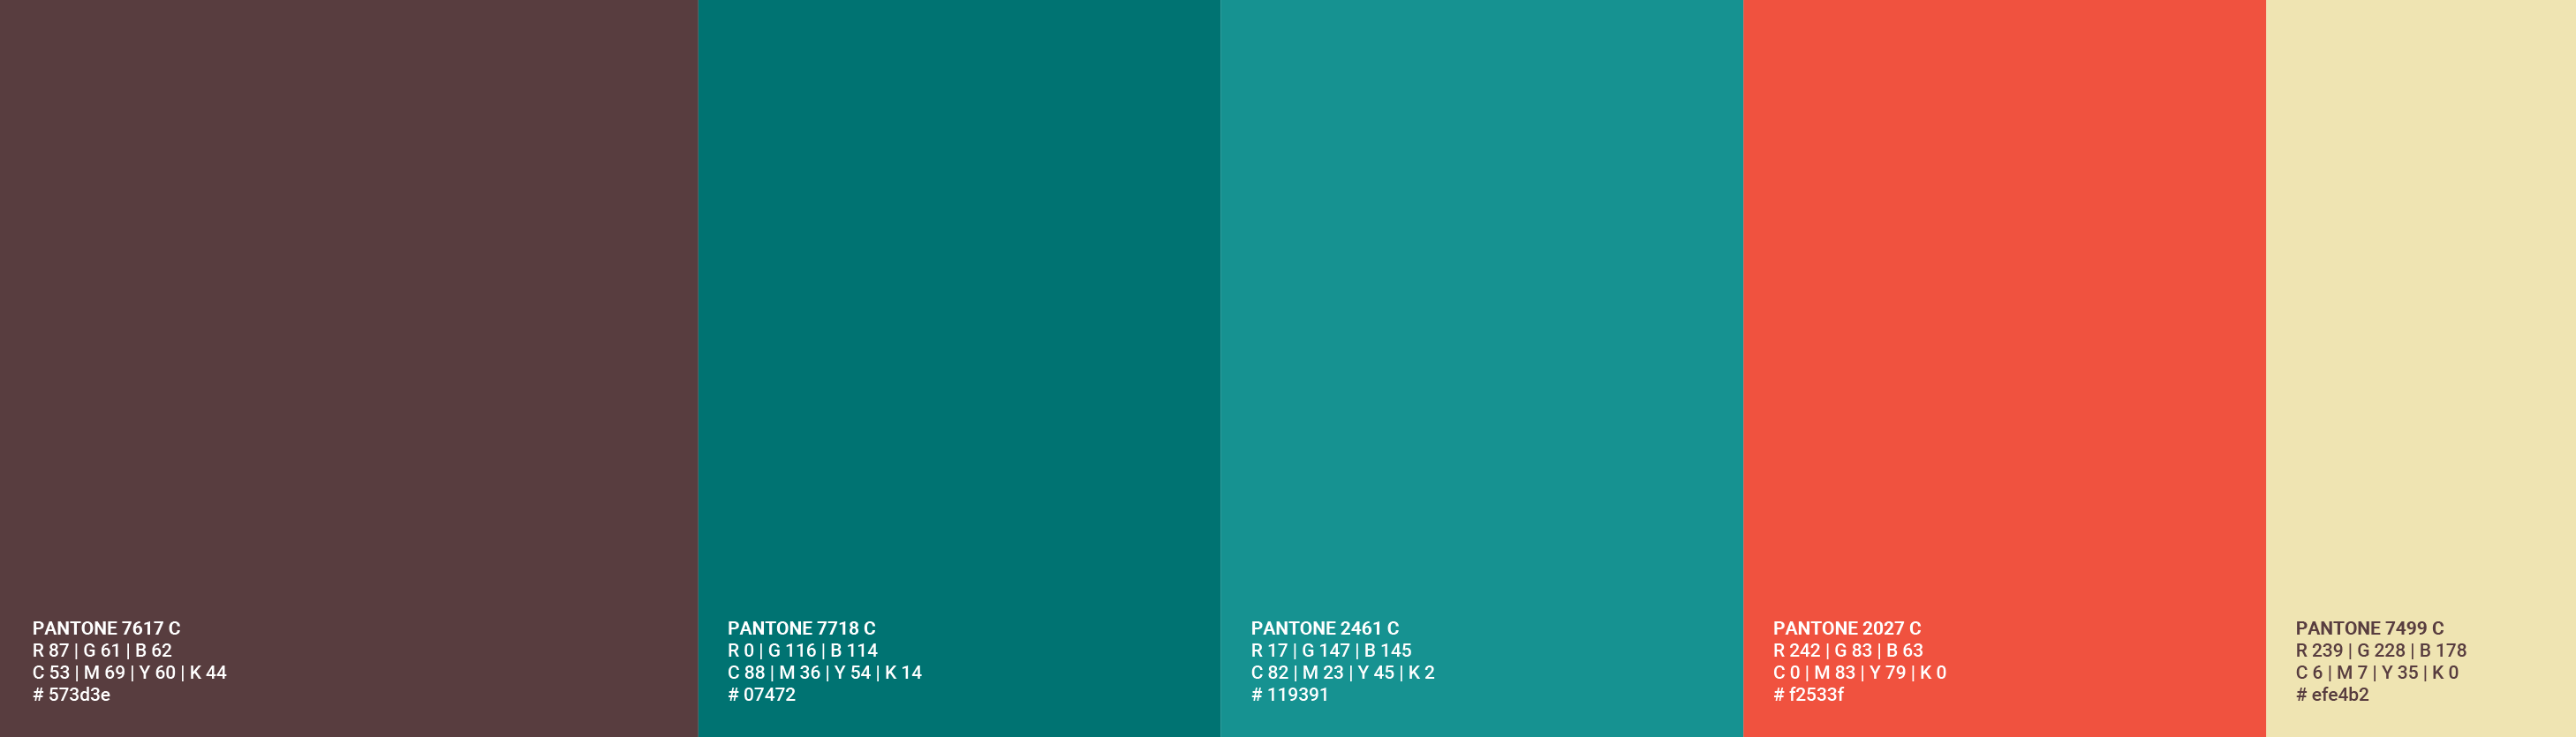 PANTONE 7617 C
R 87 | G 61 | B 62
C 53 | M 69 | Y 60 | K 44
# 573d3e
PANTONE 7718 C
R 0 | G 116 | B 114
C 88 | M 36 | Y 54 | K 14
# 07472
PANTONE 2461 C
R 17 | G 147 | B 145
C 82 | M 23 | Y 45 | K 2
# 119391
PANTONE 2027 C
R 242 | G 83 | B 63
C 0 | M 83 | Y 79 | K 0
# f2533f
PANTONE 7499 C
R 239 | G 228 | B 178
C 6 | M 7 | Y 35 | K 0
# efe4b2